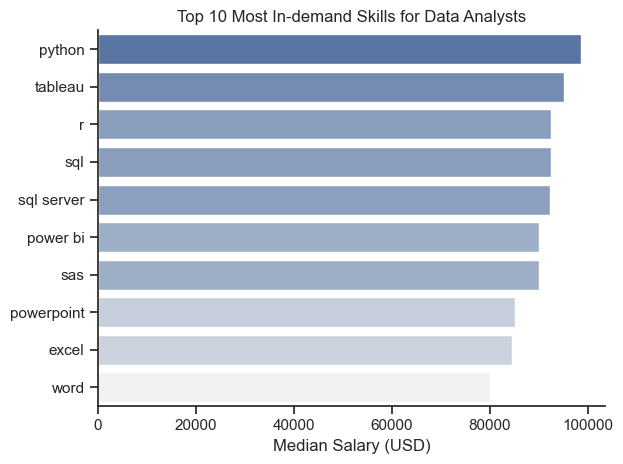 Top 10 Most In-demand Skills for Data Analysts
python
tableau
r
sql
sql server
power bi
sas
powerpoint
excel
word
0 20000 40000 60000 80000 100000
Median Salary (USD)